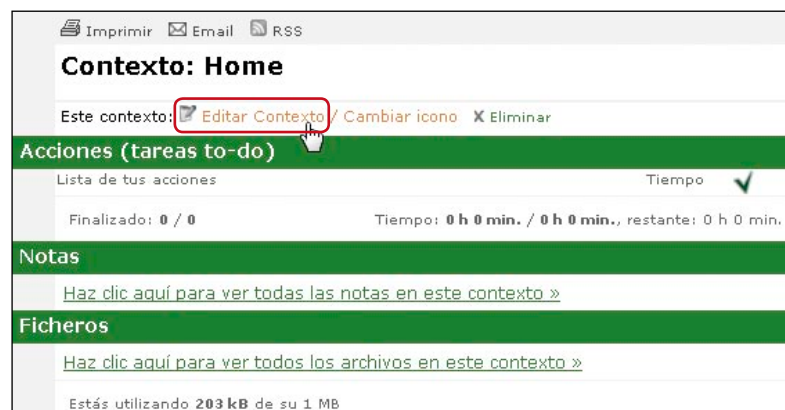 Imprimir Email RSS
Contexto: Home
Este contexto: Editar Contexto / Cambiar icono X Eliminar
Acciones (tareas to-do)
Lista de tus acciones Tiempo
Finalizado: 0 / 0 Tiempo: 0 h 0 min. / 0 h 0 min., restante: 0 h 0 min.
Notas
Haz clic aquí para ver todas las notas en este contexto »
Ficheros
Haz clic aquí para ver todos los archivos en este contexto »
Estás utilizando 203 kB de su 1 MB